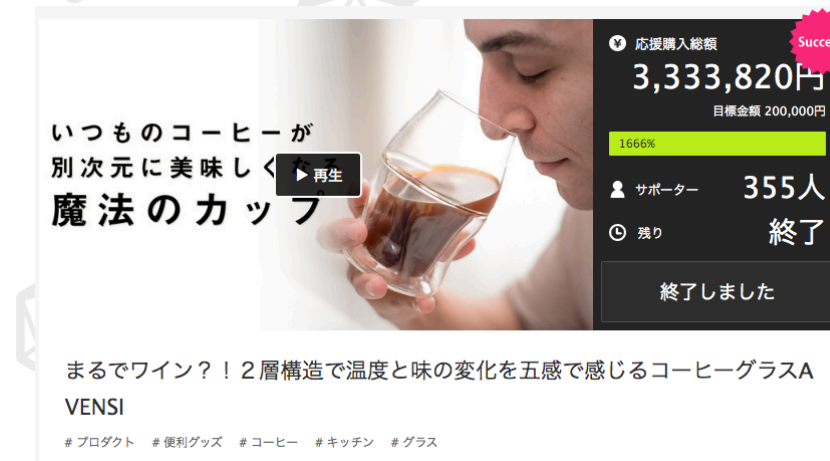 いつものコーヒーが
別次元に美味しくなる
魔法のカップ
再生
応援購入総額
3,333,820円
目標金額 200,000円
1666%
サポーター 355人
残り 終了
終了しました
まるでワイン？！２層構造で温度と味の変化を五感で感じるコーヒーグラスA
VENSI
# プロダクト # 便利グッズ # コーヒー # キッチン # グラス